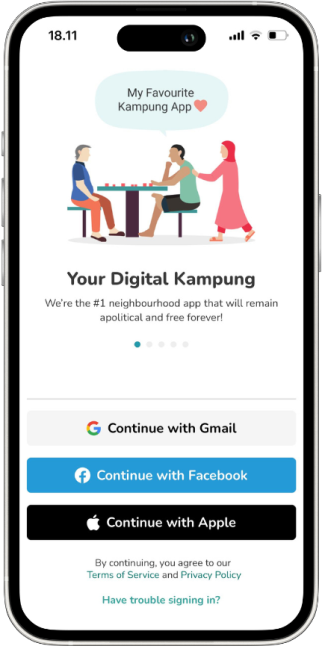 18.11
My Favourite
Kampung App
Your Digital Kampung
We're the #1 neighbourhood app that will remain
apolitical and free forever!
Continue with Gmail
Continue with Facebook
Continue with Apple
By continuing, you agree to our
Terms of Service and Privacy Policy
Have trouble signing in?